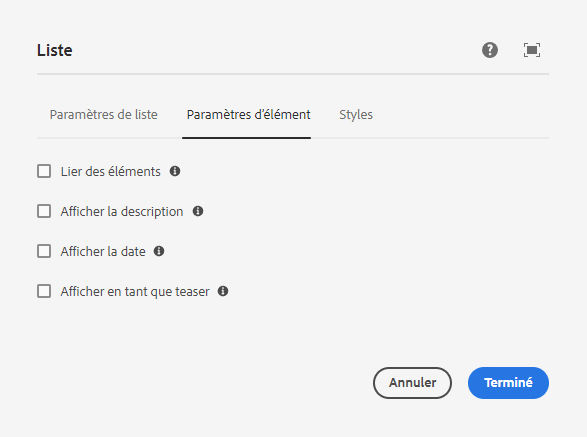 Liste
Paramètres de liste Paramètres d'élément Styles
Lier des éléments
Afficher la description
Afficher la date
Afficher en tant que teaser
Annuler Terminé